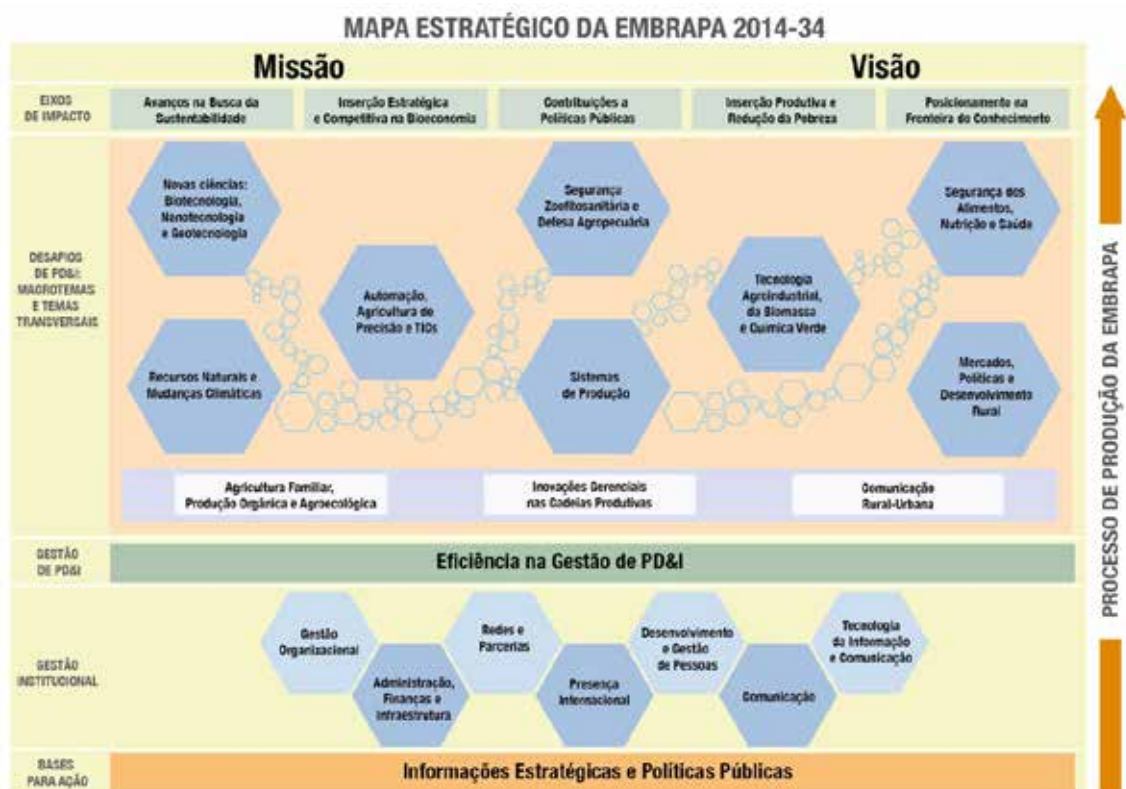 MAPA ESTRATÉGICO DA EMBRAPA 2014-34
Missão
Visão
EIXOS
DE IMPACTO
Avanços na Busca da
Sustentabilidade
Inserção Estratégica
e Competitiva na Bioeconomia
Contribuições a
Políticas Públicas
Inserção Produtiva e
Redução da Pobreza
Posicionamento na
Fronteira do Conhecimento
DESAFIOS
DE PD&I:
MACROTEMAS
E TEMAS
TRANSVERSAIS
Novas ciências:
Biotecnologia,
Nanotecnologia
e Geotecnologia
Segurança
Zoofitosanitária e
Defesa Agropecuária
Segurança dos
Alimentos,
Nutrição e Saúde
Automação,
Agricultura de
Precisão e TICs
Tecnologia
Agroindustrial,
da Biomassa
e Química Verde
Recursos Naturais e
Mudanças Climáticas
Sistemas
de Produção
Mercados,
Políticas e
Desenvolvimento
Rural
Agricultura Familiar,
Produção Orgânica e Agroecológica
Inovações Gerenciais
nas Cadeias Produtivas
Comunicação
Rural-Urbana
GESTÃO
DE PD&I
Eficiência na Gestão de PD&I
GESTÃO
INSTITUCIONAL
Gestão
Organizacional
Administração,
Finanças e
Infraestrutura
Redes e
Parcerias
Presença
Internacional
Desenvolvimento
e Gestão
de Pessoas
Comunicação
Tecnologia
da Informação
e Comunicação
BASES
PARA AÇÃO
Informações Estratégicas e Políticas Públicas
PROCESSO DE PRODUÇÃO DA EMBRAPA